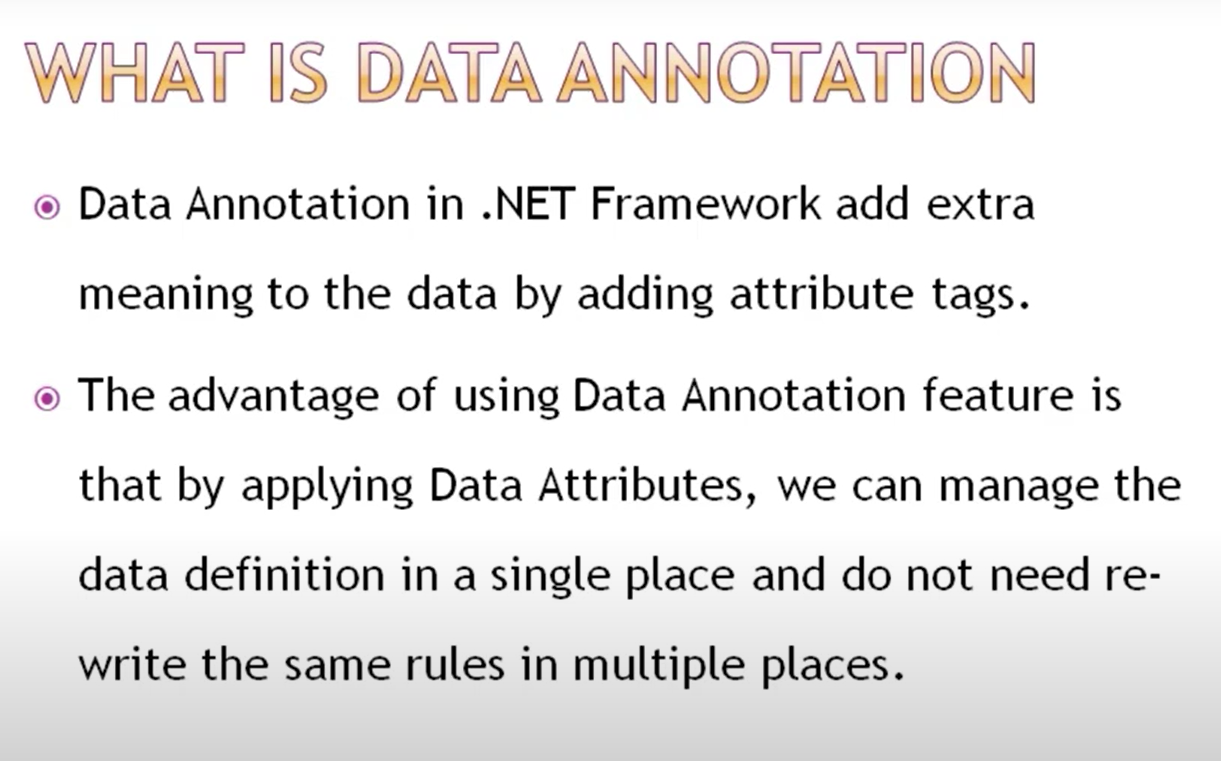 WHAT IS DATA ANNOTATION
Data Annotation in .NET Framework add extra
meaning to the data by adding attribute tags.
The advantage of using Data Annotation feature is
that by applying Data Attributes, we can manage the
data definition in a single place and do not need re-
write the same rules in multiple places.